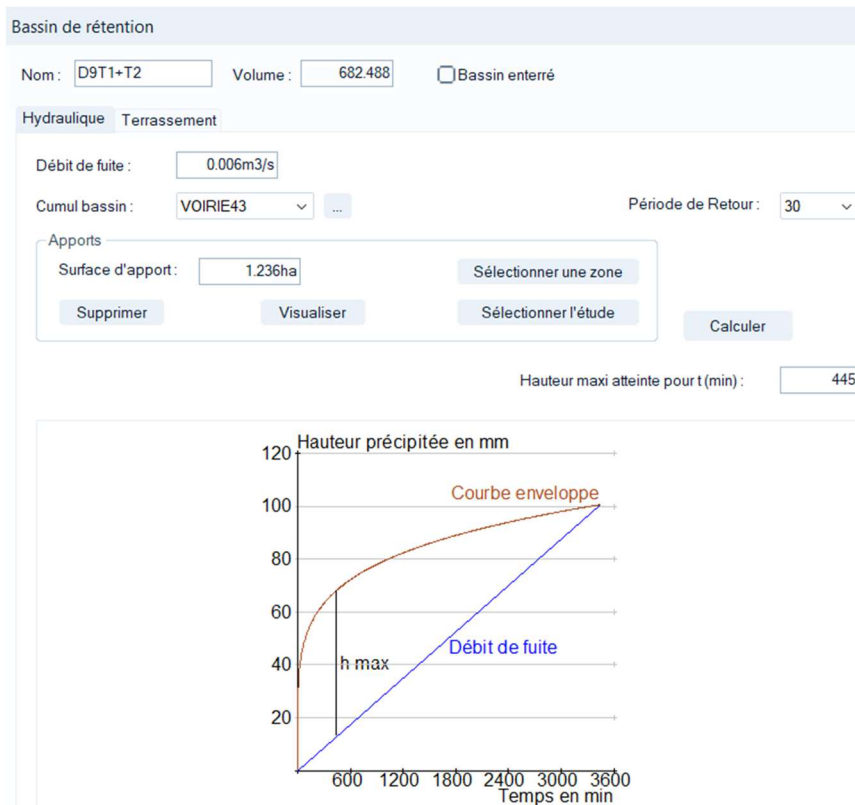 Bassin de rétention
Nom : D9T1+T2 Volume : 682.488 Bassin enterré
Hydraulique Terrassement
Débit de fuite : 0.006m3/s
Cumul bassin : VOIRIE43 ... Période de Retour : 30
Apports
Surface d'apport : 1.236ha Sélectionner une zone
Supprimer Visualiser Sélectionner l'étude
Calculer
Hauteur maxi atteinte pour t (min) : 445
Hauteur précipitée en mm
120
Courbe enveloppe
100
80
60
Débit de fuite
40
h max
20
600 1200 1800 2400 3000 3600
Temps en min